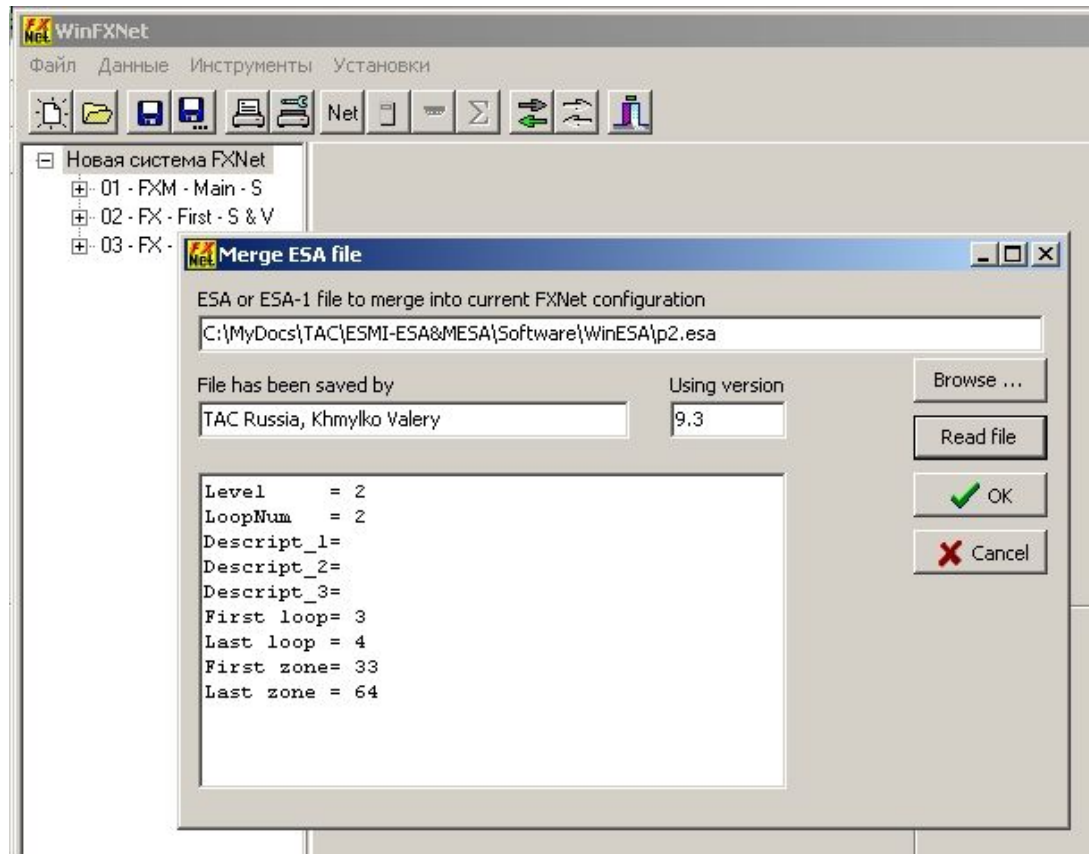 FX Net WinFXNet
Файл Данные Инструменты Установки
Net Σ
Новая система FXNet
01 - FXM - Main - S
02 - FX - First - S & V
03 - FX -
FX Net Merge ESA file
ESA or ESA-1 file to merge into current FXNet configuration
C:\MyDocs\TAC\ESMI-ESA&MESA\Software\WinESA\p2.esa
Browse ...
File has been saved by Using version
TAC Russia, Khmylko Valery 9.3
Read file
Level = 2
LoopNum = 2
Descript_1=
Descript_2=
Descript_3=
First loop= 3
Last loop = 4
First zone= 33
Last zone = 64
OK
Cancel